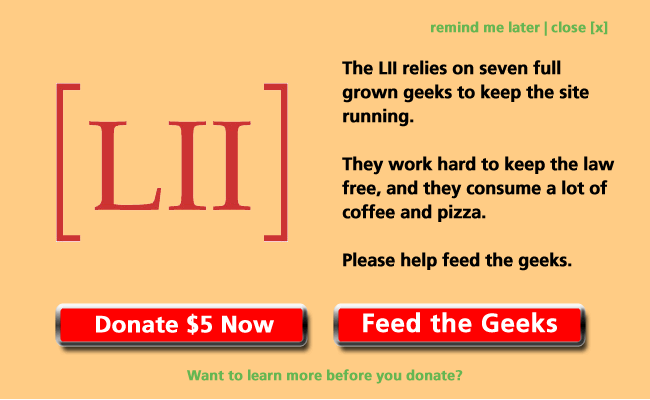 remind me later | close [x]
[LII]
The LII relies on seven full
grown geeks to keep the site
running.
They work hard to keep the law
free, and they consume a lot of
coffee and pizza.
Please help feed the geeks.
Donate $5 Now
Feed the Geeks
Want to learn more before you donate?